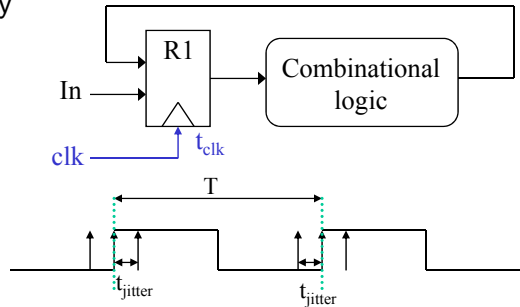 y
R1
Combinational
logic
In
clk
t_clk
T
t_jitter
t_jitter